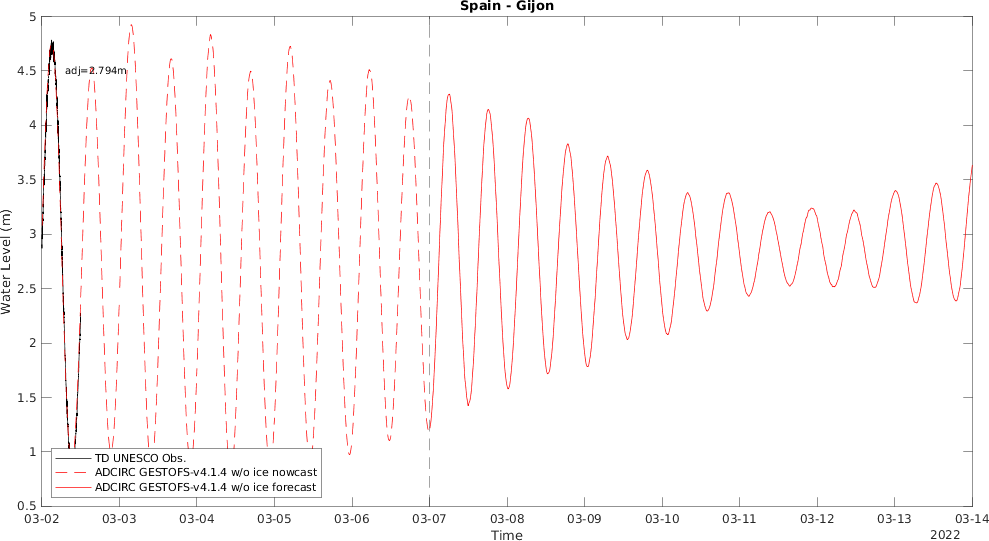 Spain - Gijon
Water Level (m)
5
4.5
4
3.5
3
2.5
2
1.5
1
0.5
adj=2.794m
TD UNESCO Obs.
ADCIRC GESTOFS-v4.1.4 w/o ice nowcast
ADCIRC GESTOFS-v4.1.4 w/o ice forecast
03-02 03-03 03-04 03-05 03-06 03-07 03-08 03-09 03-10 03-11 03-12 03-13 03-14
Time
2022